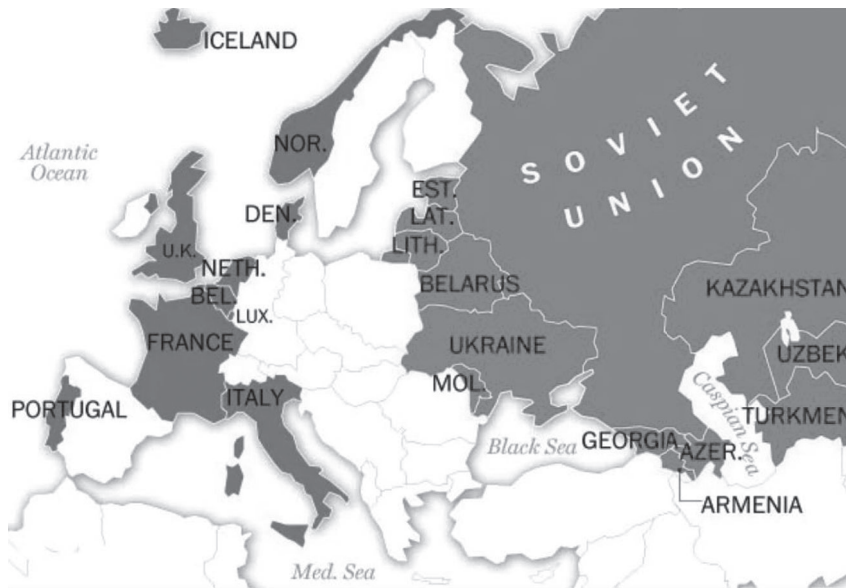 ICELAND
Atlantic
Ocean
NOR.
SOVIET
UNION
EST.
LAT.
LITH.
DEN.
U.K.
NETH.
BEL.
LUX.
BELARUS
KAZAKHSTAN
FRANCE
UKRAINE
UZBEK
MOL.
ITALY
PORTUGAL
Caspian Sea
TURKMEN
Black Sea
GEORGIA
AZER.
ARMENIA
Med. Sea